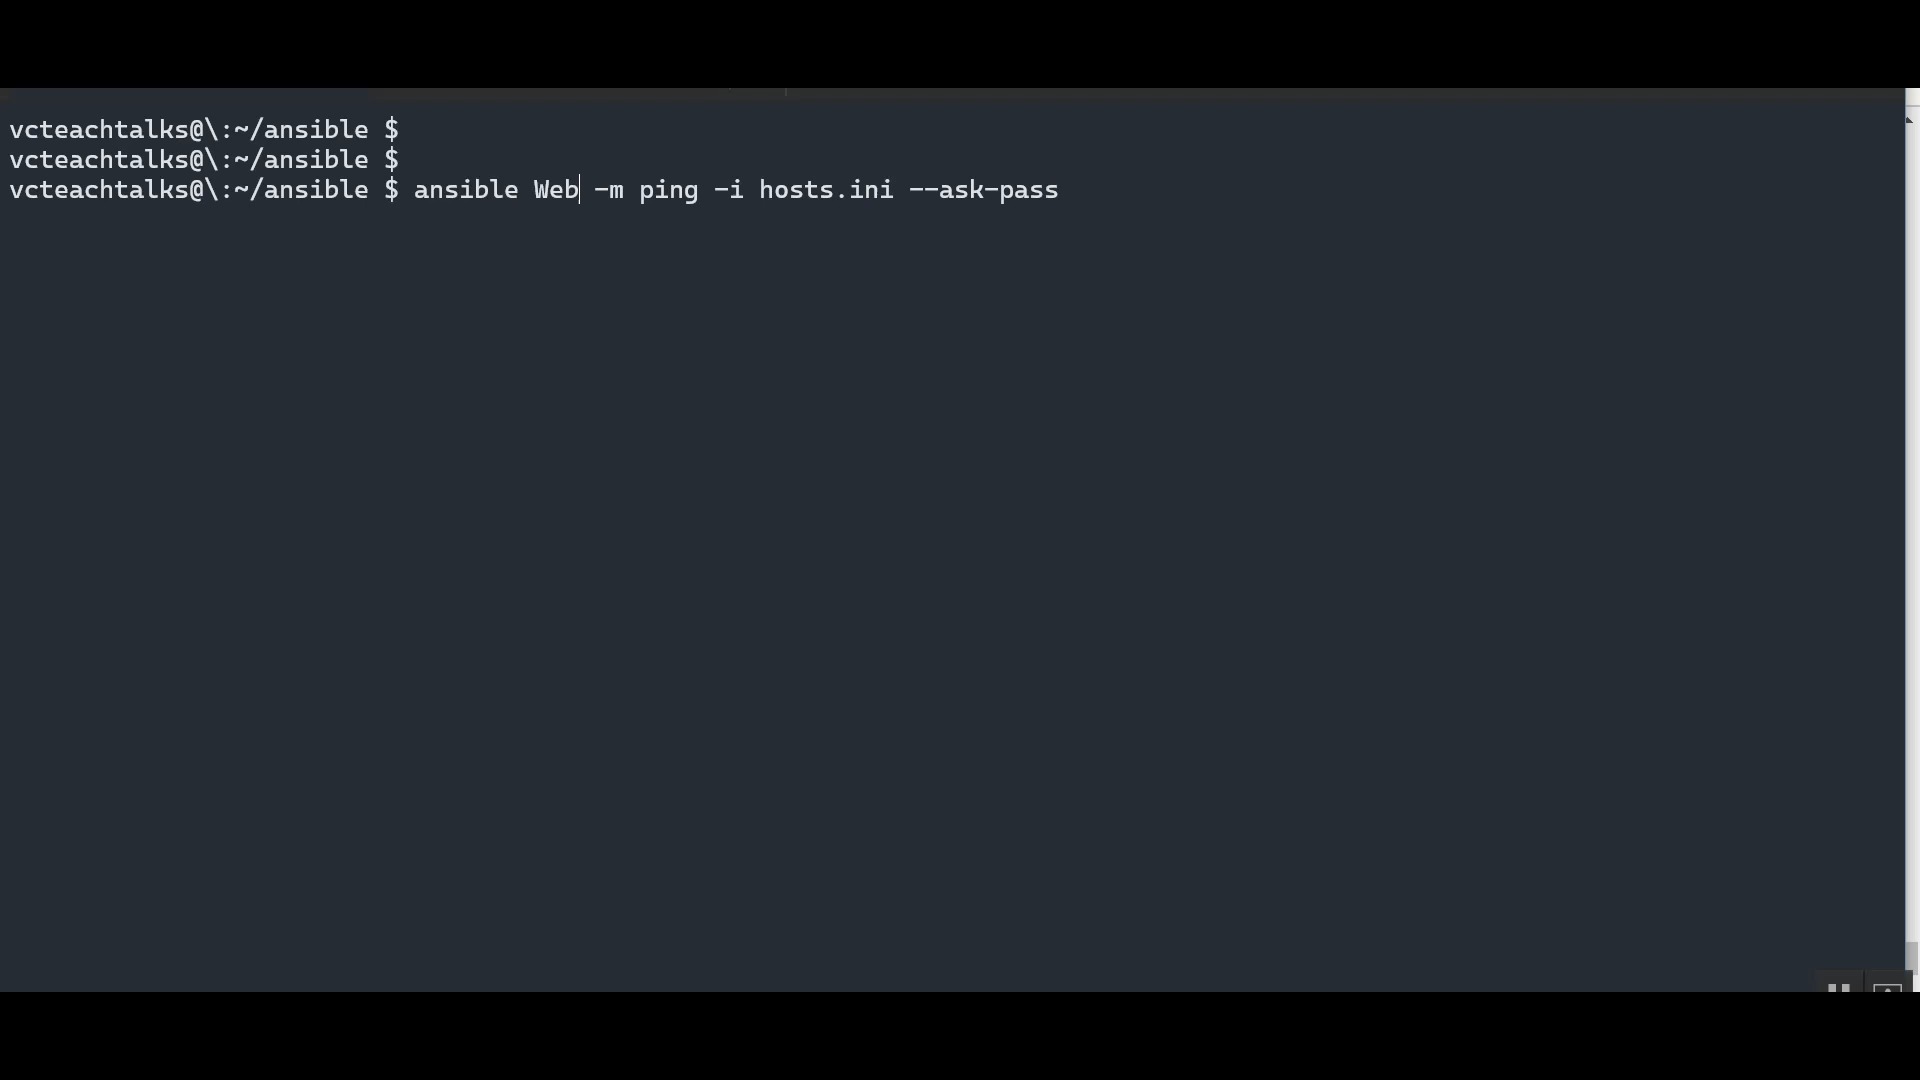 vcteachtalks@\:~/ansible $
vcteachtalks@\:~/ansible $
vcteachtalks@\:~/ansible $ ansible Web -m ping -i hosts.ini --ask-pass